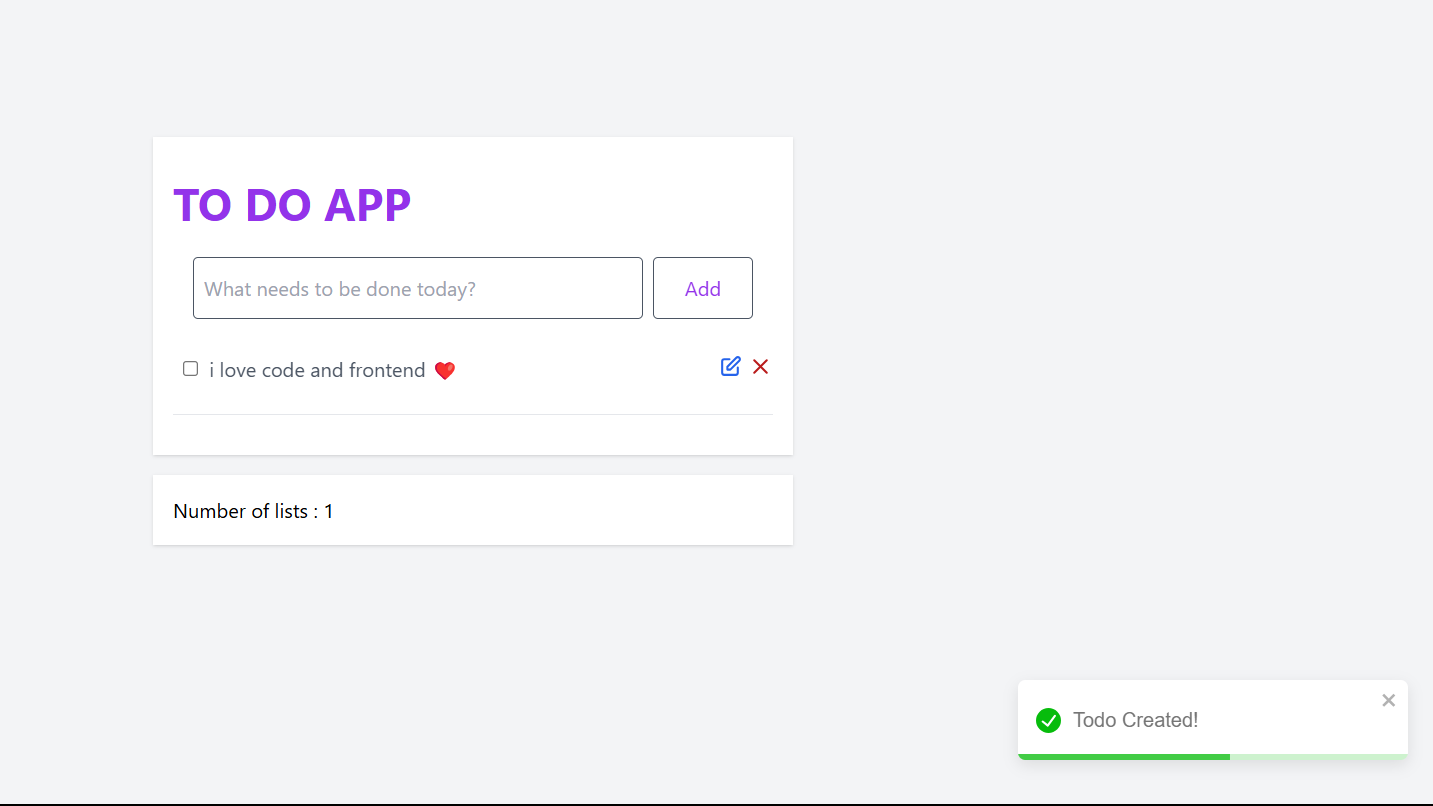 TO DO APP
What needs to be done today?
Add
i love code and frontend ❤️
Number of lists : 1
Todo Created!